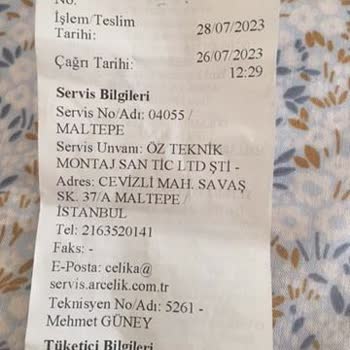 No:
İşlem/Teslim
Tarihi:
28/07/2023
Çağrı Tarihi:
26/07/2023
12:29
Servis Bilgileri
Servis No/Adı: 04055 /
MALTEPE
Servis Unvanı: ÖZ TEKNİK
MONTAJ SAN TİC LTD ŞTİ -
Adres: CEVİZLİ MAH. SAVAŞ
SK. 37/A MALTEPE /
İSTANBUL
Tel: 2163520141
Faks: -
E-Posta: celika@
servis.arcelik.com.tr
Teknisyen No/Adı: 5261 -
Mehmet GÜNEY
Tüketici Bilgileri